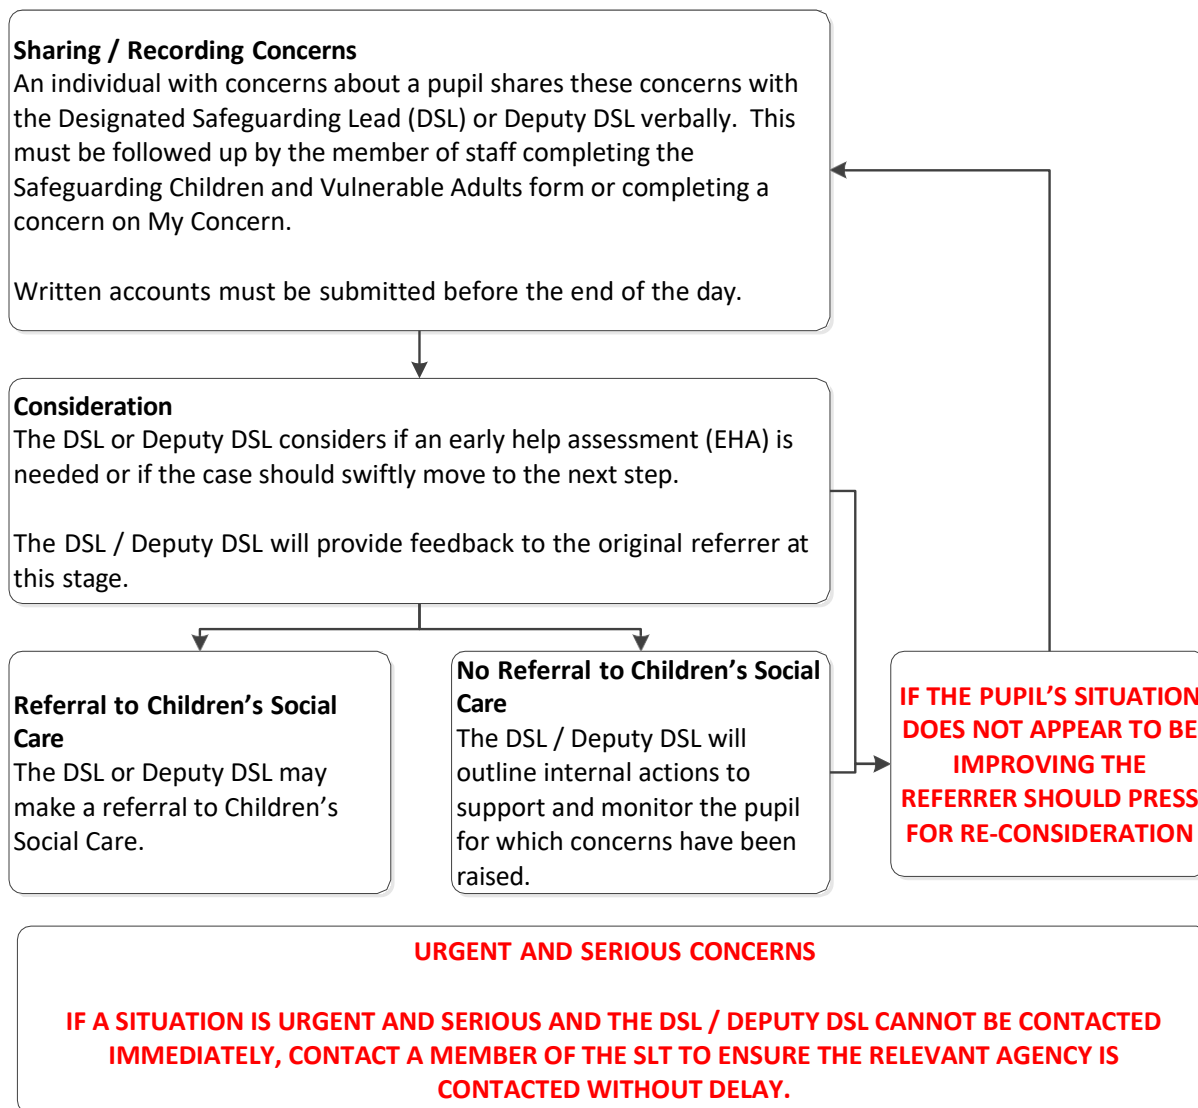 Sharing / Recording Concerns
An individual with concerns about a pupil shares these concerns with
the Designated Safeguarding Lead (DSL) or Deputy DSL verbally.  This
must be followed up by the member of staff completing the
Safeguarding Children and Vulnerable Adults form or completing a
concern on My Concern.
Written accounts must be submitted before the end of the day.
Consideration
The DSL or Deputy DSL considers if an early help assessment (EHA) is
needed or if the case should swiftly move to the next step.
The DSL / Deputy DSL will provide feedback to the original referrer at
this stage.
Referral to Children’s Social
Care
The DSL or Deputy DSL may
make a referral to Children’s
Social Care.
No Referral to Children’s Social
Care
The DSL / Deputy DSL will
outline internal actions to
support and monitor the pupil
for which concerns have been
raised.
IF THE PUPIL’S SITUATION
DOES NOT APPEAR TO BE
IMPROVING THE
REFERRER SHOULD PRESS
FOR RE-CONSIDERATION
URGENT AND SERIOUS CONCERNS
IF A SITUATION IS URGENT AND SERIOUS AND THE DSL / DEPUTY DSL CANNOT BE CONTACTED
IMMEDIATELY, CONTACT A MEMBER OF THE SLT TO ENSURE THE RELEVANT AGENCY IS
CONTACTED WITHOUT DELAY.